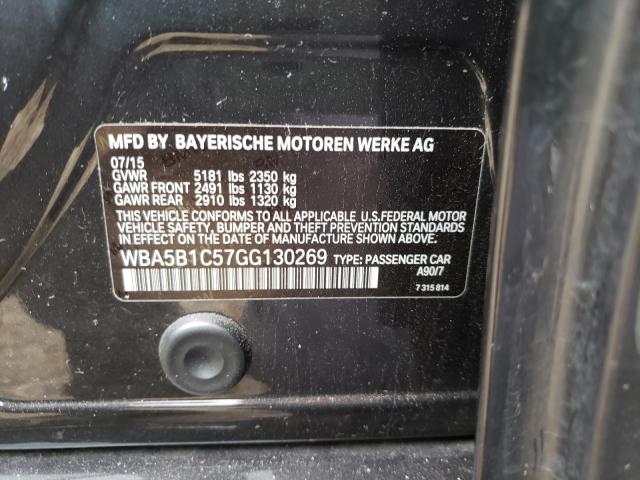 MFD BY BAYERISCHE MOTOREN WERKE AG
07/15
GVWR 5181 lbs 2350 kg
GAWR FRONT 2491 lbs 1130 kg
GAWR REAR 2910 lbs 1320 kg
THIS VEHICLE CONFORMS TO ALL APPLICABLE U.S.FEDERAL MOTOR
VEHICLE SAFETY, BUMPER AND THEFT PREVENTION STANDARDS
IN EFFECT ON THE DATE OF MANUFACTURE SHOWN ABOVE.
WBA5B1C57GG130269 TYPE: PASSENGER CAR
A90/7
7 315 814